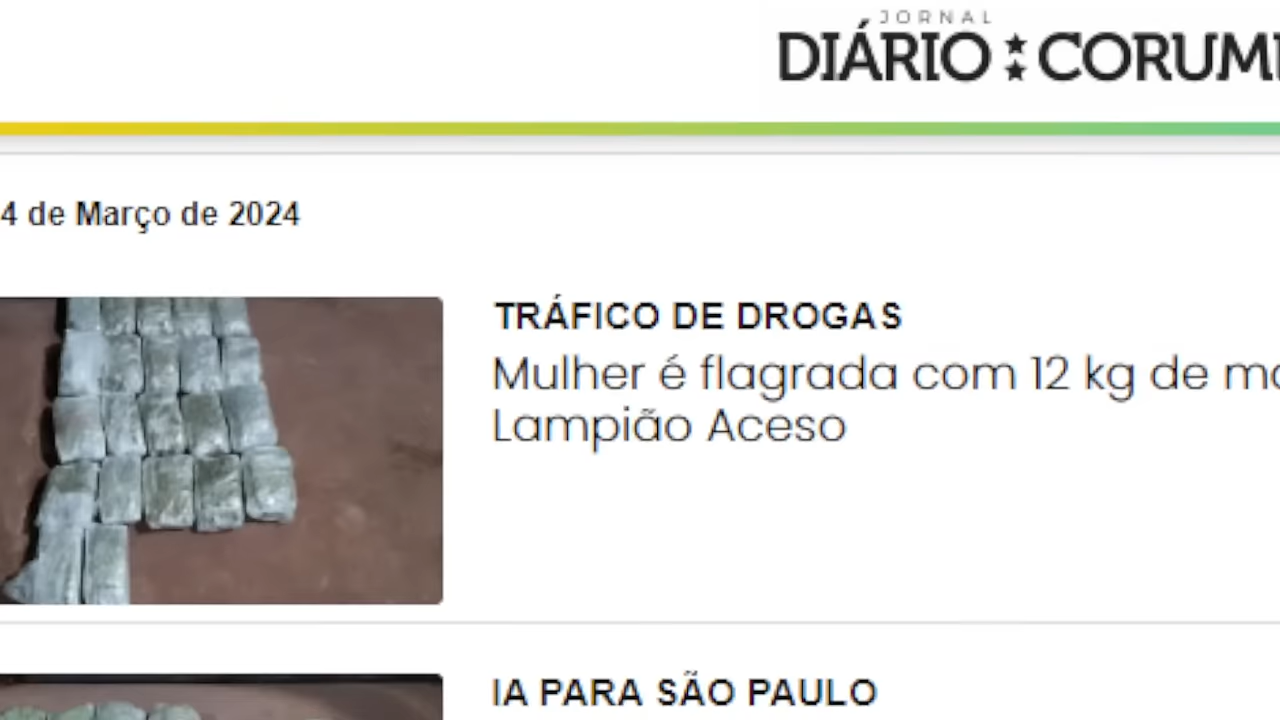 JORNAL
DIÁRIO CORUM
4 de Março de 2024
TRÁFICO DE DROGAS
Mulher é flagrada com 12 kg de
Lampião Aceso
IA PARA SÃO PAULO